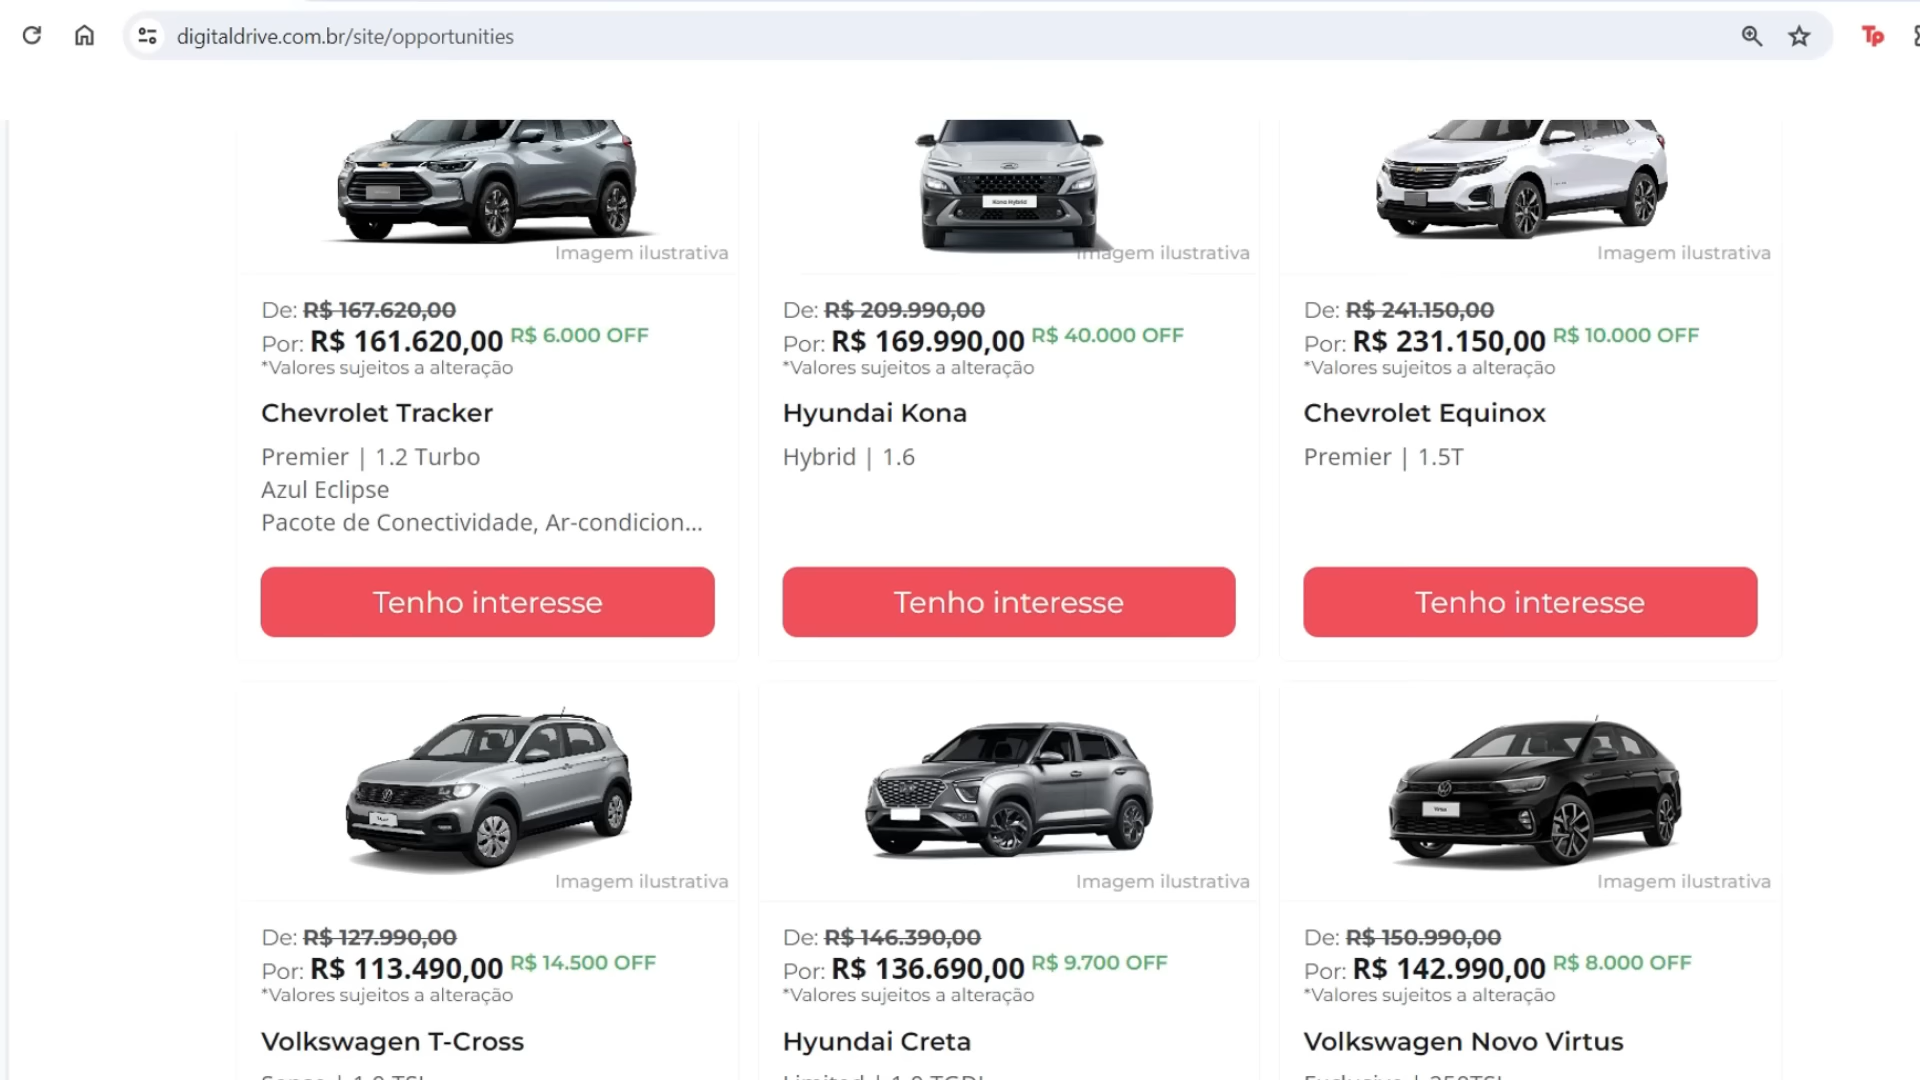 digitaldrive.com.br/site/opportunities
Tp
Kona Hybrid
Imagem ilustrativa
Imagem ilustrativa
Imagem ilustrativa
De: R$ 167.620,00
Por: R$ 161.620,00 R$ 6.000 OFF
*Valores sujeitos a alteração
Chevrolet Tracker
Premier | 1.2 Turbo
Azul Eclipse
Pacote de Conectividade, Ar-condicion...
Tenho interesse
De: R$ 209.990,00
Por: R$ 169.990,00 R$ 40.000 OFF
*Valores sujeitos a alteração
Hyundai Kona
Hybrid | 1.6
Tenho interesse
De: R$ 241.150,00
Por: R$ 231.150,00 R$ 10.000 OFF
*Valores sujeitos a alteração
Chevrolet Equinox
Premier | 1.5T
Tenho interesse
Imagem ilustrativa
De: R$ 127.990,00
Por: R$ 113.490,00 R$ 14.500 OFF
*Valores sujeitos a alteração
Volkswagen T-Cross
Imagem ilustrativa
De: R$ 146.390,00
Por: R$ 136.690,00 R$ 9.700 OFF
*Valores sujeitos a alteração
Hyundai Creta
Virtus
Imagem ilustrativa
De: R$ 150.990,00
Por: R$ 142.990,00 R$ 8.000 OFF
*Valores sujeitos a alteração
Volkswagen Novo Virtus